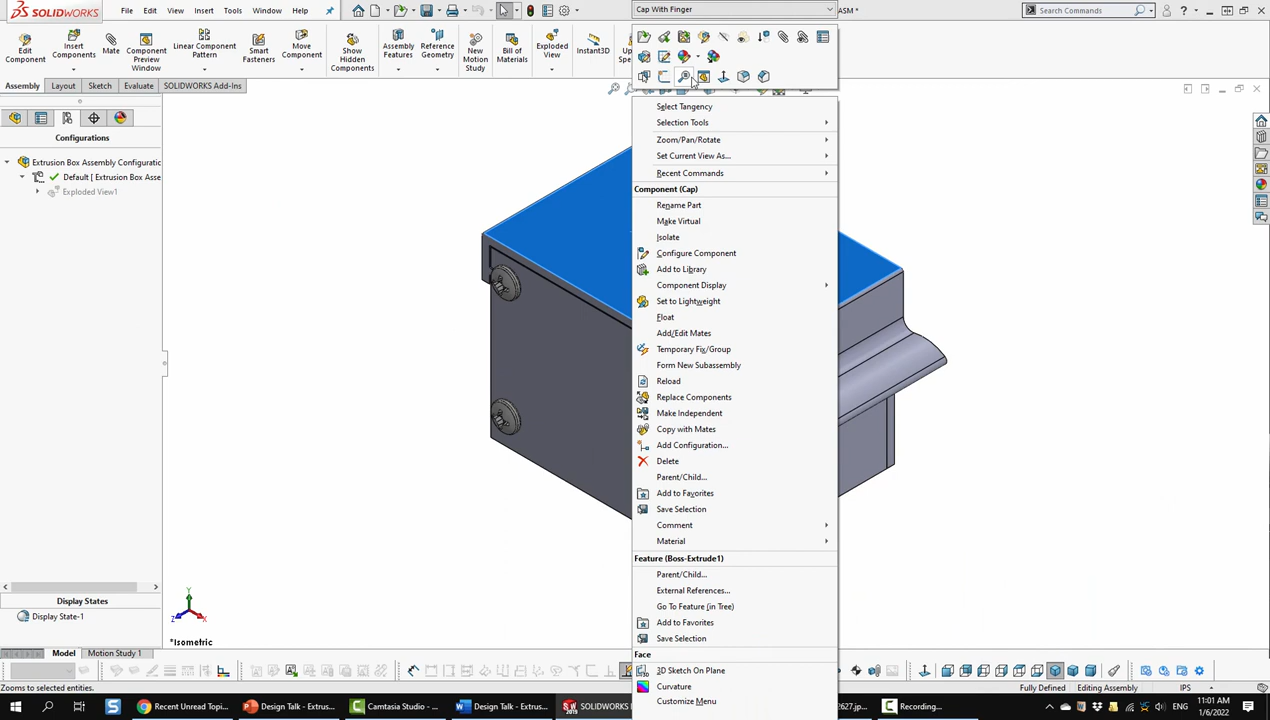 SOLIDWORKS File Edit View Insert Tools Window Cap With Finger ASM * Search Commands
Edit Component Insert Components Mate Component Preview Window Linear Component Pattern Smart Fasteners Move Component Show Hidden Components Assembly Features Reference Geometry New Motion Study Bill of Materials Exploded View Instant3D
Assembly Layout Sketch Evaluate SOLIDWORKS Add-Ins
Configurations
Extrusion Box Assembly Configuratic
Default [ Extrusion Box Asse
Exploded View1
Display States
Display State-1
Select Tangency
Selection Tools
Zoom/Pan/Rotate
Set Current View As...
Recent Commands
Component (Cap)
Rename Part
Make Virtual
Isolate
Configure Component
Add to Library
Component Display
Set to Lightweight
Float
Add/Edit Mates
Temporary Fix/Group
Form New Subassembly
Reload
Replace Components
Make Independent
Copy with Mates
Add Configuration...
Delete
Parent/Child...
Add to Favorites
Save Selection
Comment
Material
Feature (Boss-Extrude1)
Parent/Child...
External References...
Go To Feature (in Tree)
Add to Favorites
Save Selection
Face
3D Sketch On Plane
Curvature
Customize Menu
Y
Z X
*Isometric
Model Motion Study 1
Zooms to selected entities. Fully Defined Editing Assembly IPS
Recent Unread Topi... Design Talk - Extrus... Camtasia Studio - ... Design Talk - Extrus... SOLIDWORKS 2627.jp... Recording...
11:01 AM
1/6/2022